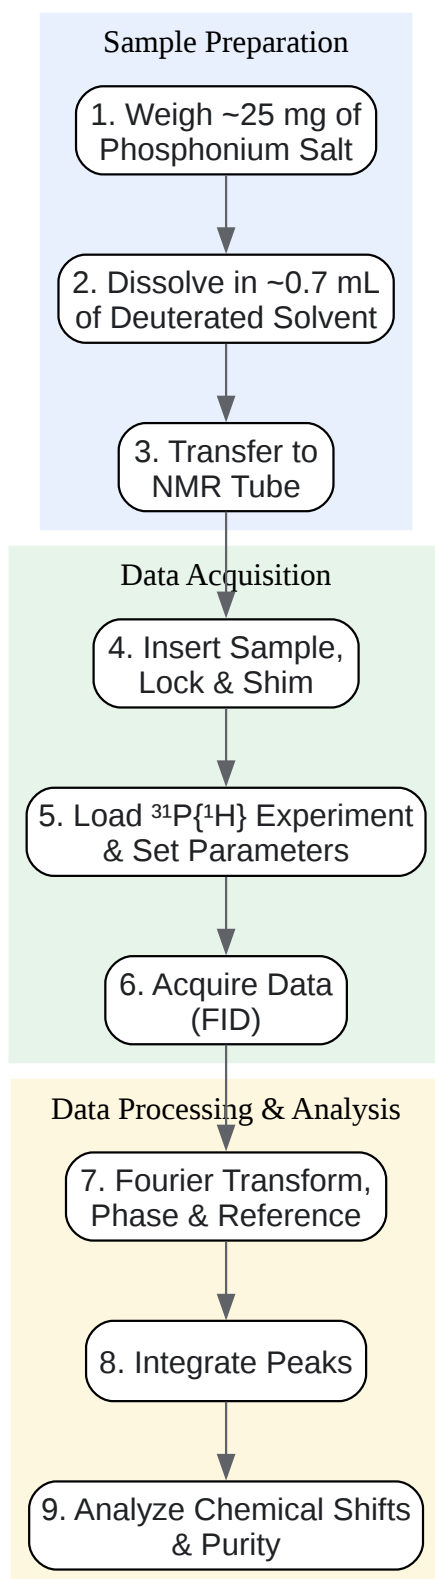 Sample Preparation
1. Weigh ~25 mg of
Phosphonium Salt
2. Dissolve in ~0.7 mL
of Deuterated Solvent
3. Transfer to
NMR Tube
Data Acquisition
4. Insert Sample,
Lock & Shim
5. Load ³¹P{¹H} Experiment
& Set Parameters
6. Acquire Data
(FID)
Data Processing & Analysis
7. Fourier Transform,
Phase & Reference
8. Integrate Peaks
9. Analyze Chemical Shifts
& Purity